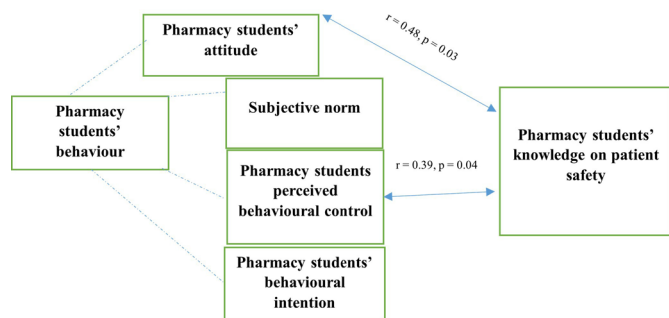 Pharmacy students'
attitude
r = 0.48, p = 0.03
Pharmacy
students'
behaviour
Subjective norm
Pharmacy students
perceived
behavioural control
r = 0.39, p = 0.04
Pharmacy students'
knowledge on patient
safety
Pharmacy students'
behavioural
intention